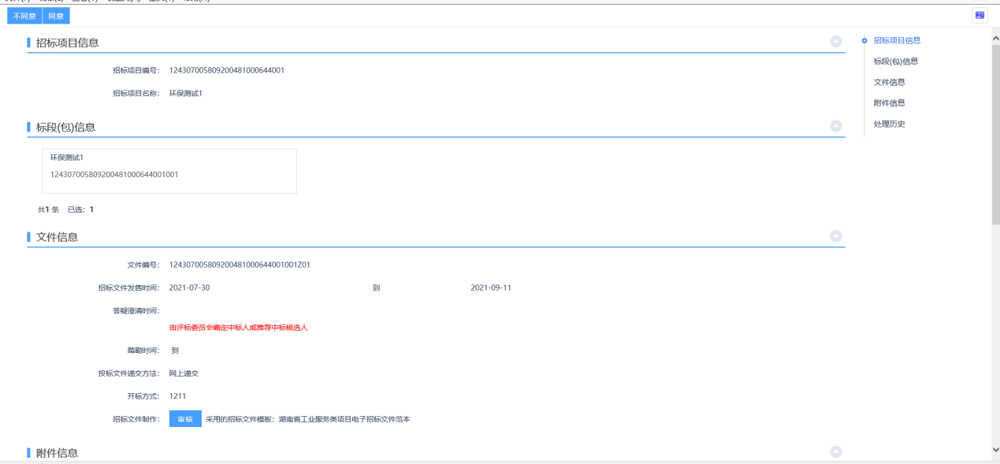 不同意 同意
招标项目信息
招标项目编号： 124307005809200481000644001
招标项目名称： 环保测试1
标段(包)信息
环保测试1
124307005809200481000644001001
共1 条 已选： 1
文件信息
文件编号： 124307005809200481000644001001Z01
招标文件发售时间： 2021-07-30 到 2021-09-11
答疑澄清时间：
由评标委员会确定中标人或推荐中标候选人
踏勘时间： 到
投标文件递交方法： 网上递交
开标方式： 1211
招标文件制作： 审核 采用的招标文件模板：湖南省工业服务类项目电子招标文件范本
附件信息
招标项目信息
标段(包)信息
文件信息
附件信息
处理历史